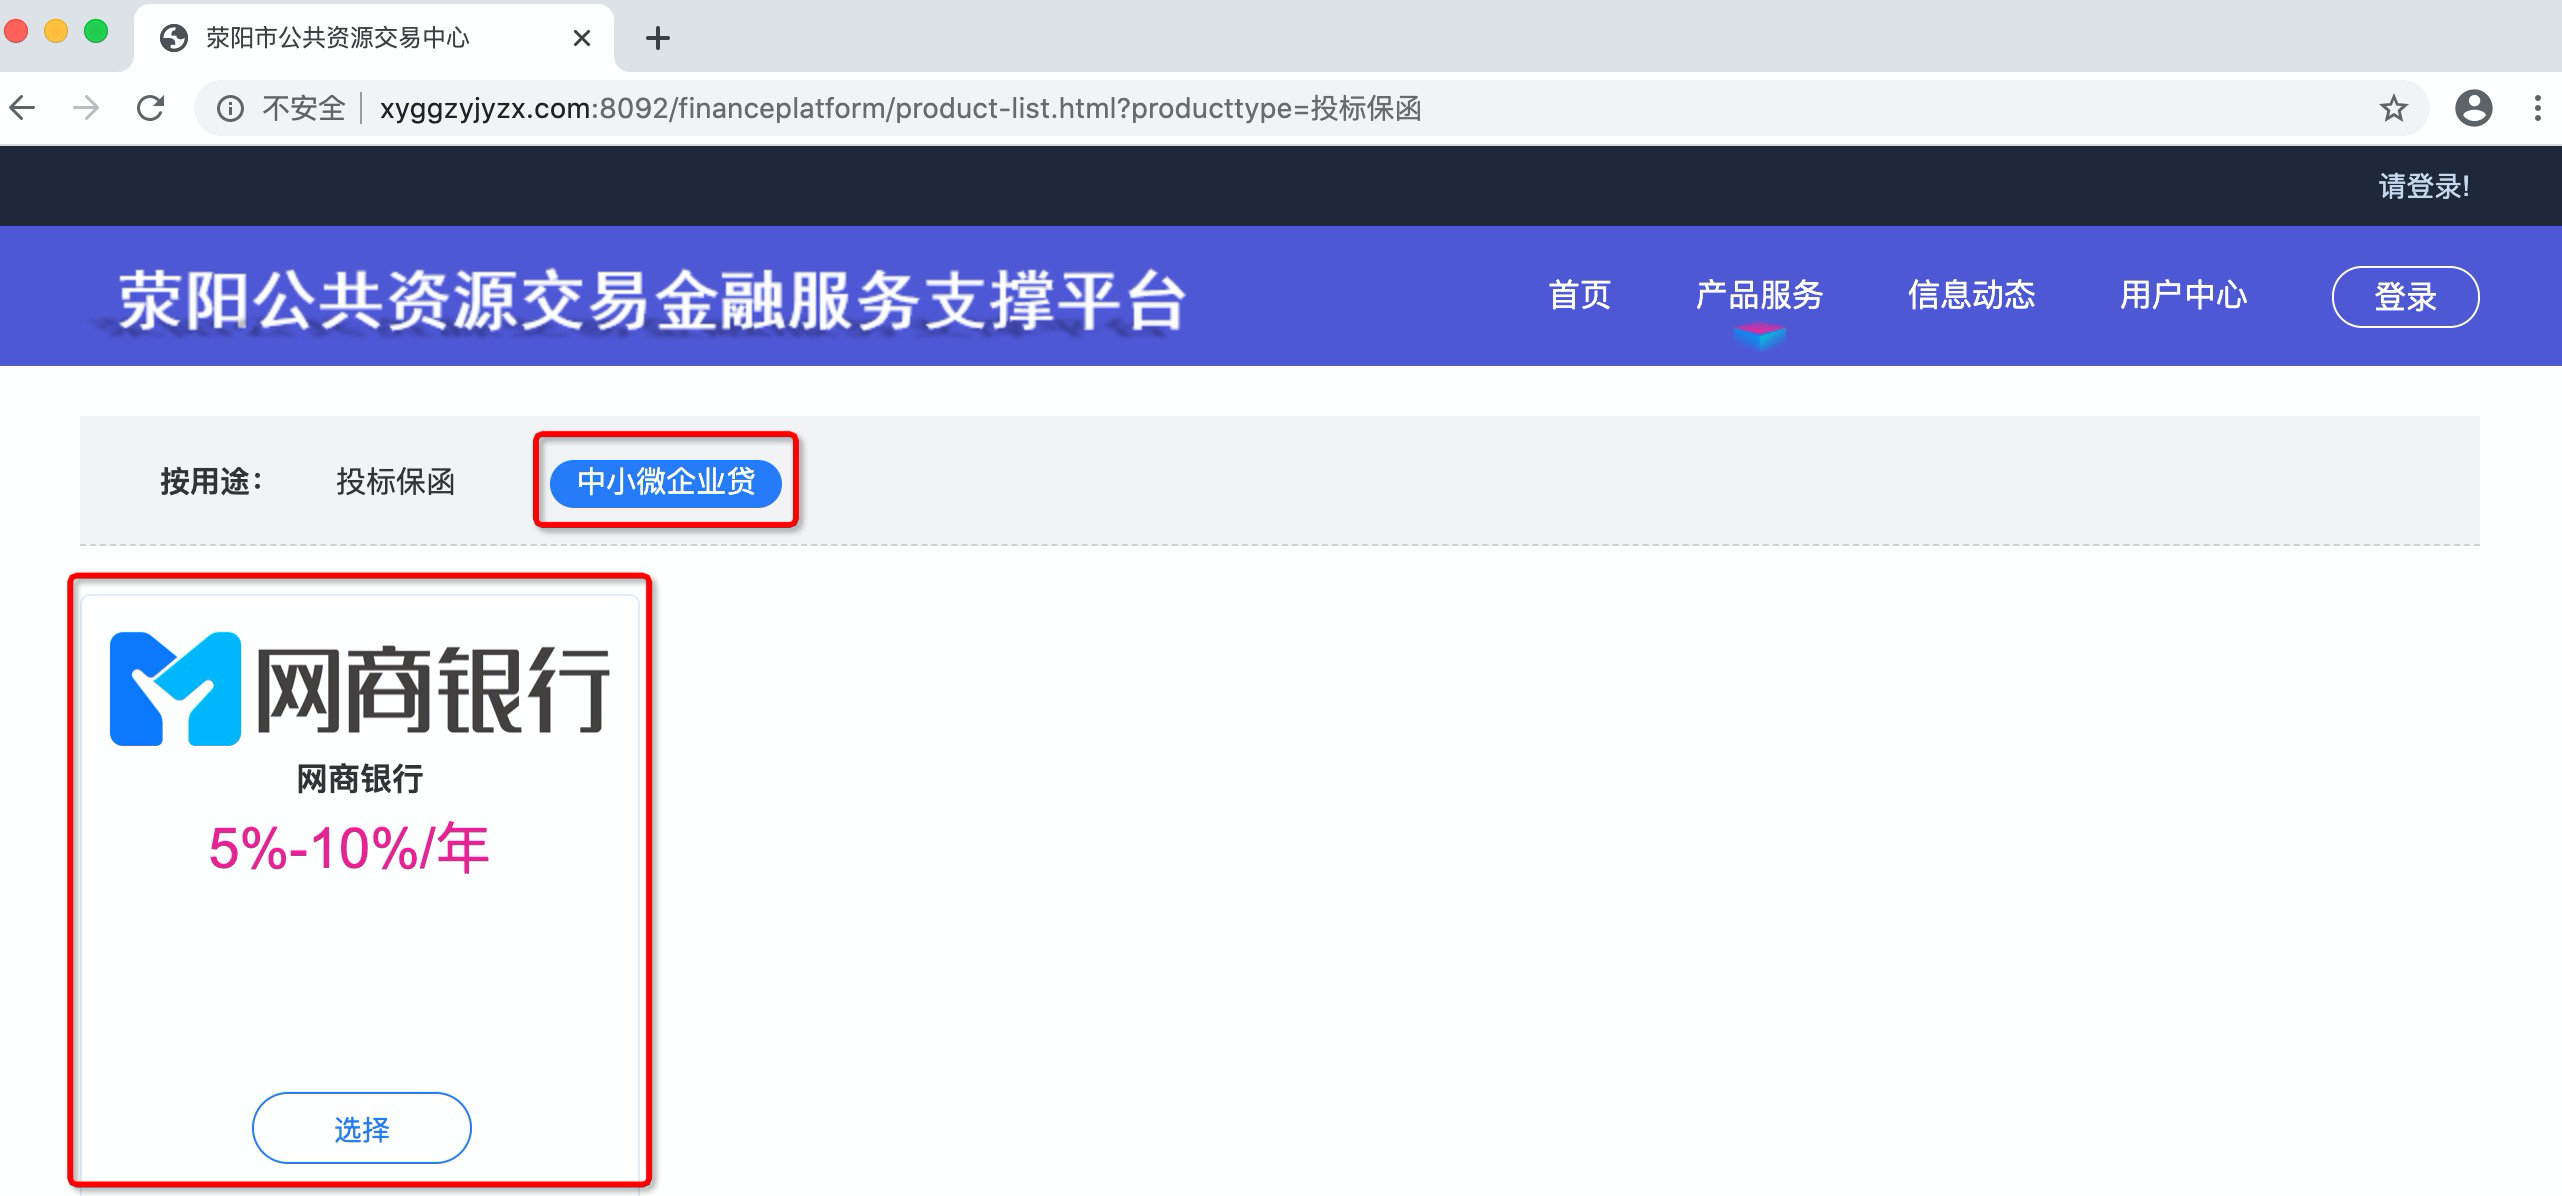 荥阳市公共资源交易中心
不安全 xyggzyjyzx.com:8092/financeplatform/product-list.html?producttype=投标保函
请登录!
荥阳公共资源交易金融服务支撑平台
首页 产品服务 信息动态 用户中心 登录
按用途： 投标保函 中小微企业贷
网商银行
网商银行
5%-10%/年
选择